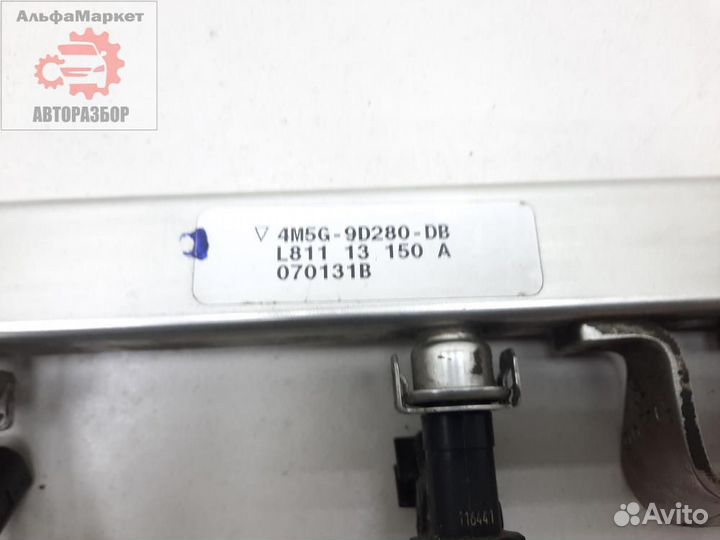 АльфаМаркет
АВТОРАЗБОР
4M5G-9D280-DB
L811 13 150 A
070131B
116441
Avito